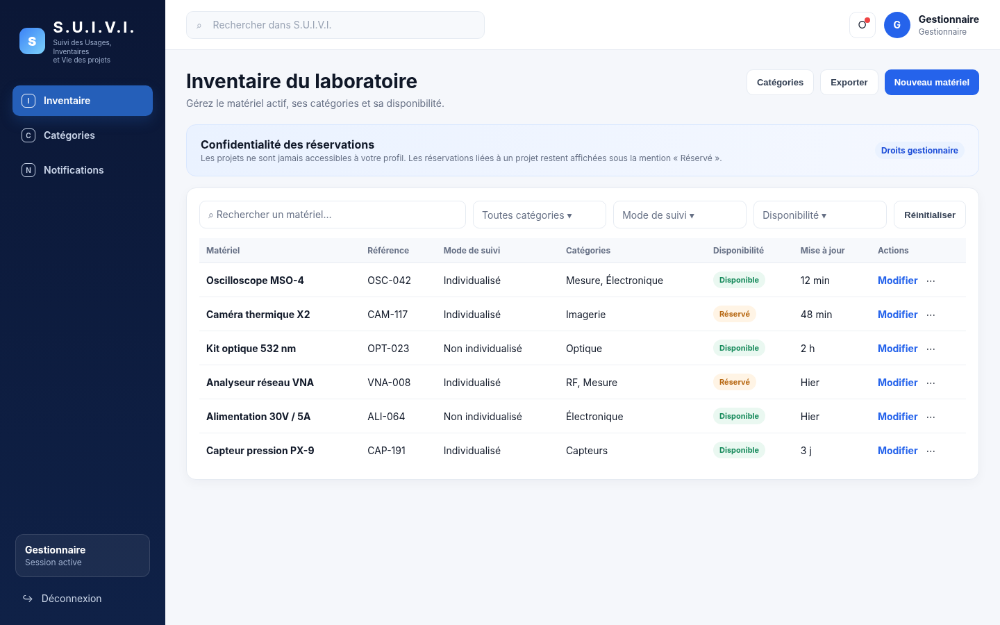 S
S.U.I.V.I.
Suivi des Usages,
Inventaires
et Vie des projets
I Inventaire
C Catégories
N Notifications
Gestionnaire
Session active
↪ Déconnexion
⌕ Rechercher dans S.U.I.V.I.
G
Gestionnaire
Gestionnaire
Inventaire du laboratoire
Gérez le matériel actif, ses catégories et sa disponibilité.
Catégories Exporter Nouveau matériel
Confidentialité des réservations
Les projets ne sont jamais accessibles à votre profil. Les réservations liées à un projet restent affichées sous la mention « Réservé ».
Droits gestionnaire
⌕ Rechercher un matériel... Toutes catégories ▾ Mode de suivi ▾ Disponibilité ▾ Réinitialiser
Matériel Référence Mode de suivi Catégories Disponibilité Mise à jour Actions
Oscilloscope MSO-4 OSC-042 Individualisé Mesure, Électronique Disponible 12 min Modifier ···
Caméra thermique X2 CAM-117 Individualisé Imagerie Réservé 48 min Modifier ···
Kit optique 532 nm OPT-023 Non individualisé Optique Disponible 2 h Modifier ···
Analyseur réseau VNA VNA-008 Individualisé RF, Mesure Réservé Hier Modifier ···
Alimentation 30V / 5A ALI-064 Non individualisé Électronique Disponible Hier Modifier ···
Capteur pression PX-9 CAP-191 Individualisé Capteurs Disponible 3 j Modifier ···